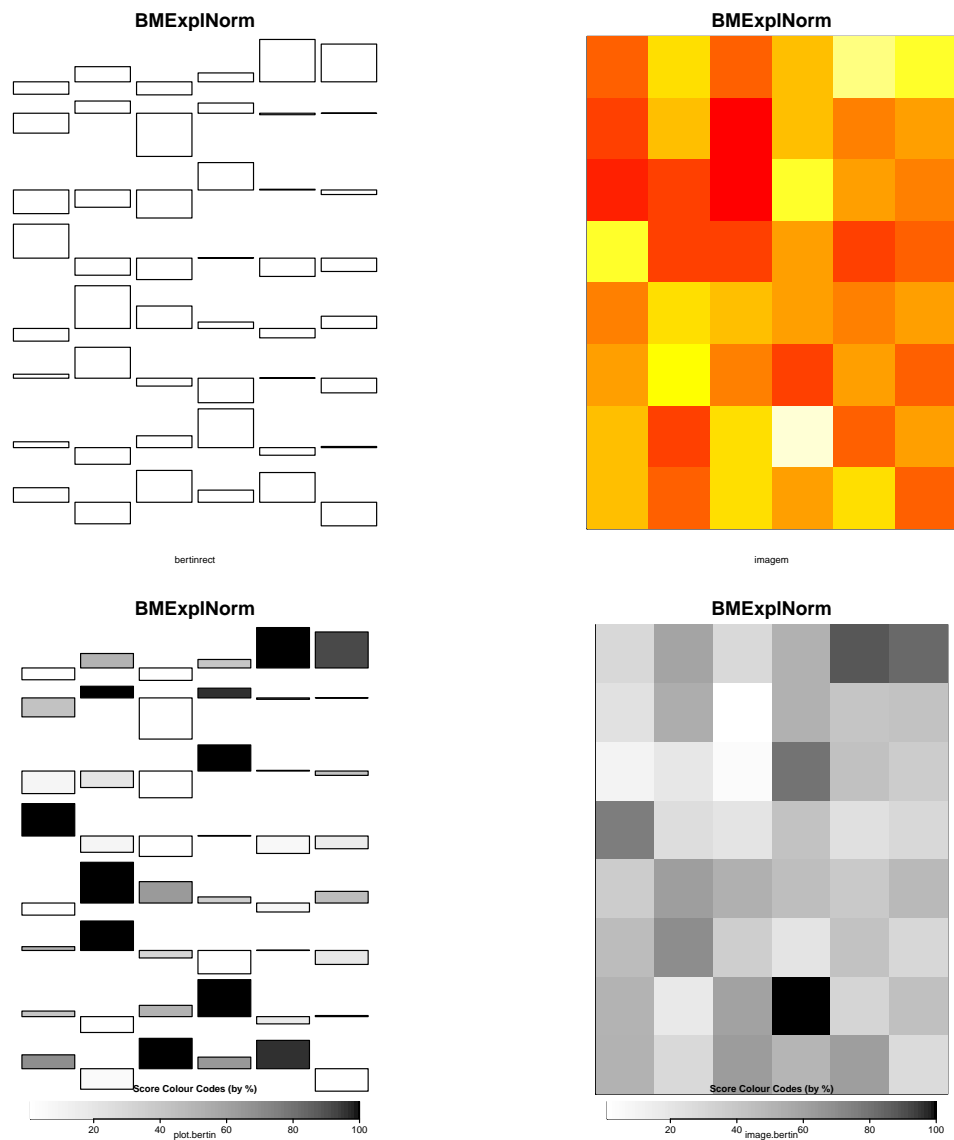 BMExplNorm
BMExplNorm
bertinrect
imagem
BMExplNorm
BMExplNorm
Score Colour Codes (by %)
Score Colour Codes (by %)
20 40 60 80 100
20 40 60 80 100
plot.bertin
image.bertin